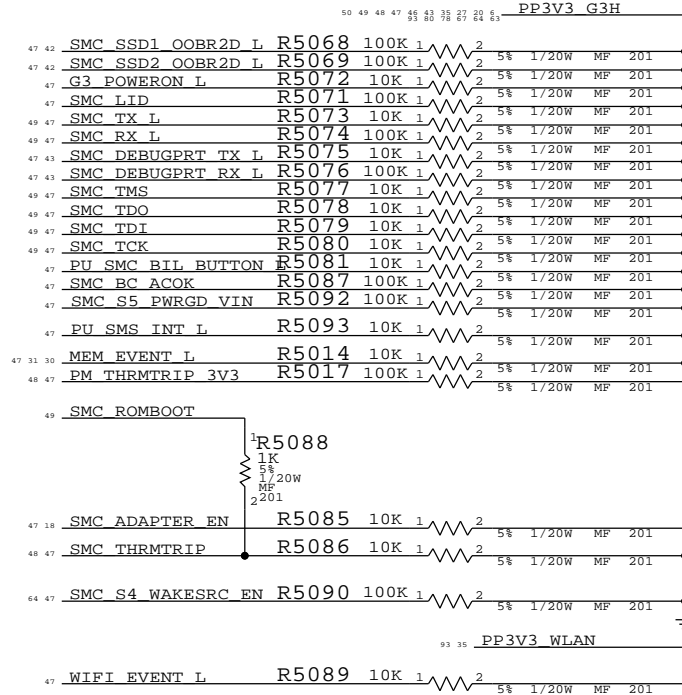 50 49 48 47 46 43 35 27 20 6 PP3V3_G3H
93 80 78 67 64 63
47 42 SMC_SSD1_OOBR2D_L R5068 100K 1 2 5% 1/20W MF 201
47 42 SMC_SSD2_OOBR2D_L R5069 100K 1 2 5% 1/20W MF 201
47 G3_POWERON_L R5072 10K 1 2 5% 1/20W MF 201
47 SMC_LID R5071 100K 1 2 5% 1/20W MF 201
49 47 SMC_TX_L R5073 10K 1 2 5% 1/20W MF 201
49 47 SMC_RX_L R5074 100K 1 2 5% 1/20W MF 201
47 43 SMC_DEBUGPRT_TX_L R5075 10K 1 2 5% 1/20W MF 201
47 43 SMC_DEBUGPRT_RX_L R5076 100K 1 2 5% 1/20W MF 201
49 47 SMC_TMS R5077 10K 1 2 5% 1/20W MF 201
49 47 SMC_TDO R5078 10K 1 2 5% 1/20W MF 201
49 47 SMC_TDI R5079 10K 1 2 5% 1/20W MF 201
49 47 SMC_TCK R5080 10K 1 2 5% 1/20W MF 201
47 PU_SMC_BIL_BUTTON_L R5081 10K 1 2 5% 1/20W MF 201
47 SMC_BC_ACOK R5087 100K 1 2 5% 1/20W MF 201
47 SMC_S5_PWRGD_VIN R5092 100K 1 2 5% 1/20W MF 201
47 PU_SMS_INT_L R5093 10K 1 2 5% 1/20W MF 201
47 31 30 MEM_EVENT_L R5014 10K 1 2 5% 1/20W MF 201
48 47 PM_THRMTRIP_3V3 R5017 100K 1 2 5% 1/20W MF 201
49 SMC_ROMBOOT
1 R5088
1K
5%
1/20W
MF
2 201
47 18 SMC_ADAPTER_EN R5085 10K 1 2 5% 1/20W MF 201
48 47 SMC_THRMTRIP R5086 10K 1 2 5% 1/20W MF 201
64 47 SMC_S4_WAKESRC_EN R5090 100K 1 2 5% 1/20W MF 201
93 35 PP3V3_WLAN
47 WIFI_EVENT_L R5089 10K 1 2 5% 1/20W MF 201